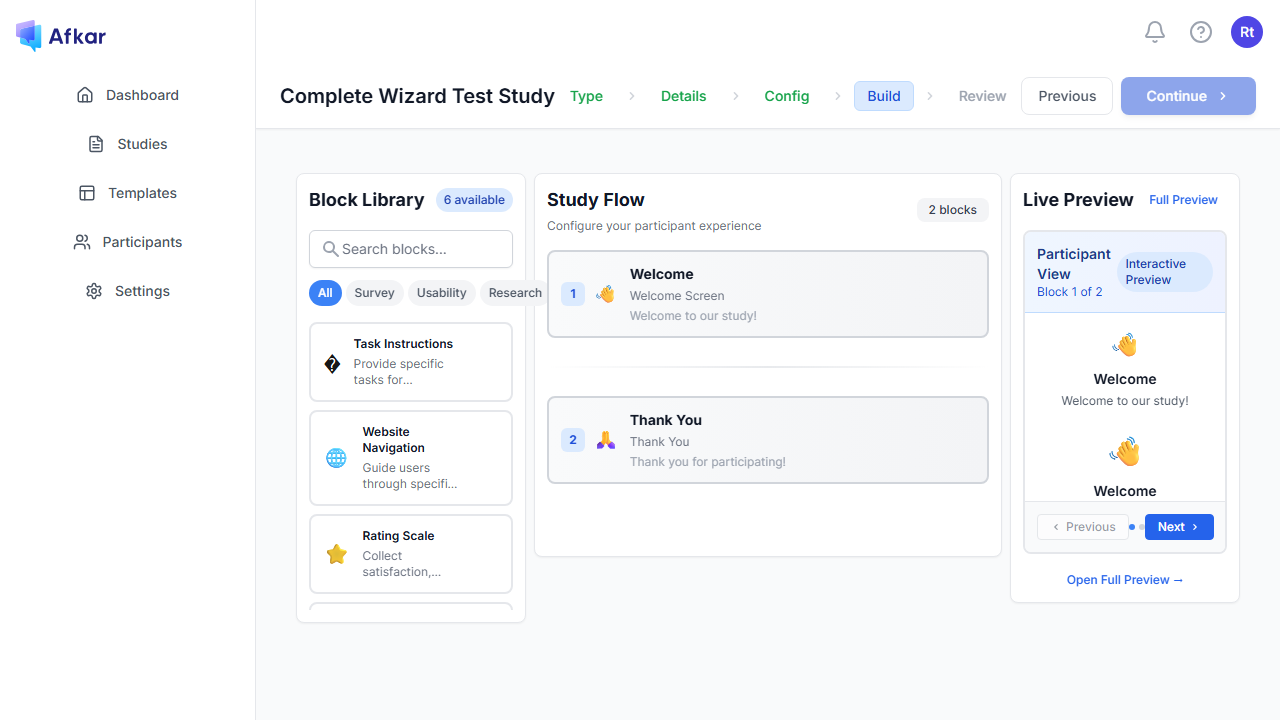 Afkar
Rt
Dashboard
Studies
Templates
Participants
Settings
Complete Wizard Test Study
Type
Details
Config
Build
Review
Previous
Continue
Block Library
6 available
Search blocks...
All
Survey
Usability
Research
Task Instructions
Provide specific
tasks for...
Website
Navigation
Guide users
through specifi...
Rating Scale
Collect
satisfaction,...
Study Flow
Configure your participant experience
2 blocks
1
Welcome
Welcome Screen
Welcome to our study!
2
Thank You
Thank You
Thank you for participating!
Live Preview
Full Preview
Participant
View
Block 1 of 2
Interactive
Preview
Welcome
Welcome to our study!
Welcome
Previous
Next
Open Full Preview →